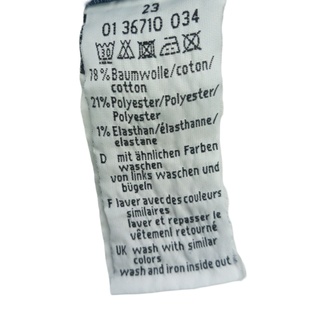 23
01 36710 034
30
78% Baumwolle/coton/
cotton
21% Polyester/Polyester/
Polyester
1% Elasthan/élasthanne/
elastane
D mit ähnlichen Farben
waschen
von links waschen und
bügeln
F laver avec des couleurs
similaires
laver et repasser le
vêtement retourné
UK wash with similar
colors
wash and iron inside out